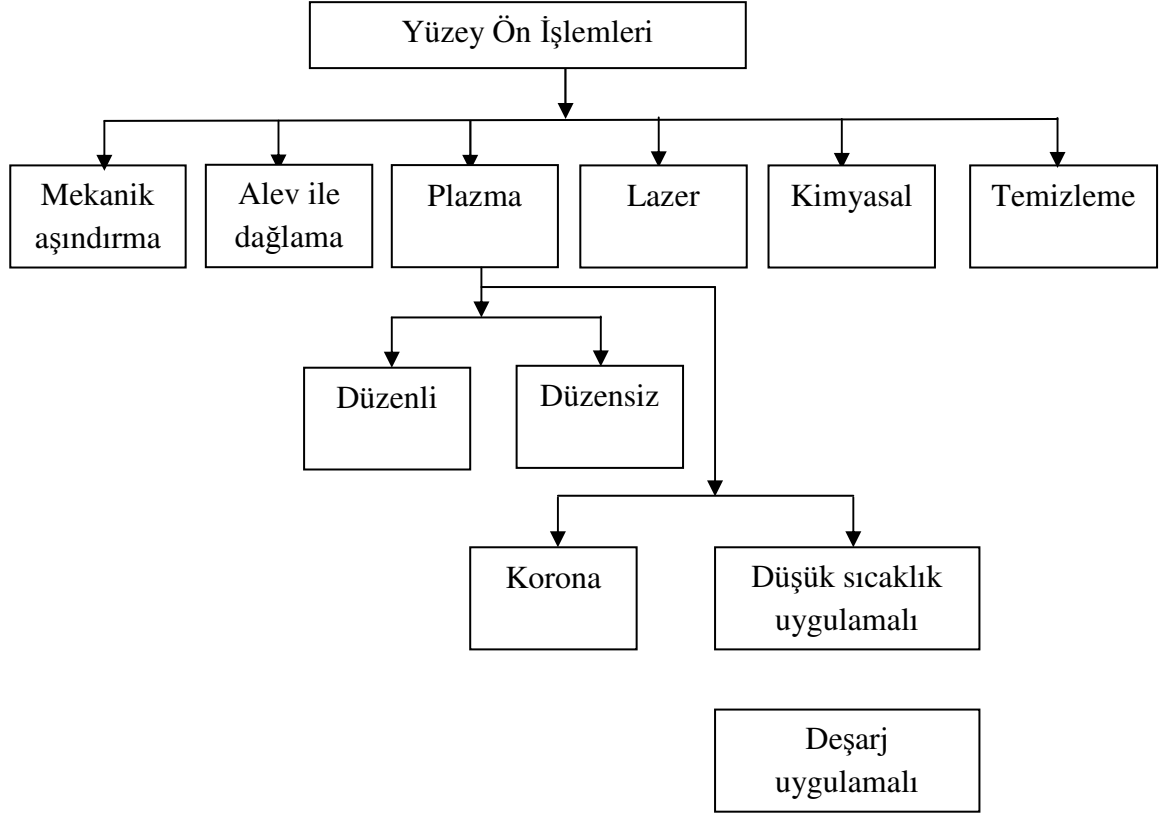 Yüzey Ön İşlemleri
Mekanik
aşındırma
Alev ile
dağlama
Plazma
Lazer
Kimyasal
Temizleme
Düzenli
Düzensiz
Korona
Düşük sıcaklık
uygulamalı
Deşarj
uygulamalı